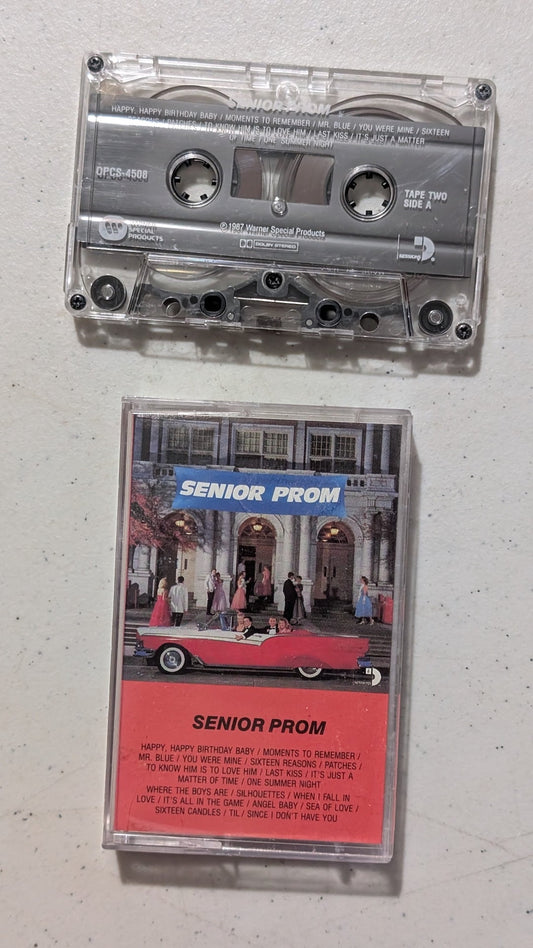 SENIOR PROM
HAPPY, HAPPY BIRTHDAY BABY / MOMENTS TO REMEMBER / MR. BLUE / YOU WERE MINE / SIXTEEN
REASONS / PATCHES / TO KNOW HIM IS TO LOVE HIM / LAST KISS / IT'S JUST A MATTER
OF TIME / ONE SUMMER NIGHT
OPCS-4508
TAPE TWO
SIDE A
WARNER
SPECIAL
PRODUCTS
℗ 1987 Warner Special Products
DOLBY STEREO
SESSIONS
SENIOR PROM
SENIOR PROM
HAPPY, HAPPY BIRTHDAY BABY / MOMENTS TO REMEMBER /
MR. BLUE / YOU WERE MINE / SIXTEEN REASONS / PATCHES /
TO KNOW HIM IS TO LOVE HIM / LAST KISS / IT'S JUST A
MATTER OF TIME / ONE SUMMER NIGHT
WHERE THE BOYS ARE / SILHOUETTES / WHEN I FALL IN
LOVE / IT'S ALL IN THE GAME / ANGEL BABY / SEA OF LOVE /
SIXTEEN CANDLES / TIL / SINCE I DON'T HAVE YOU